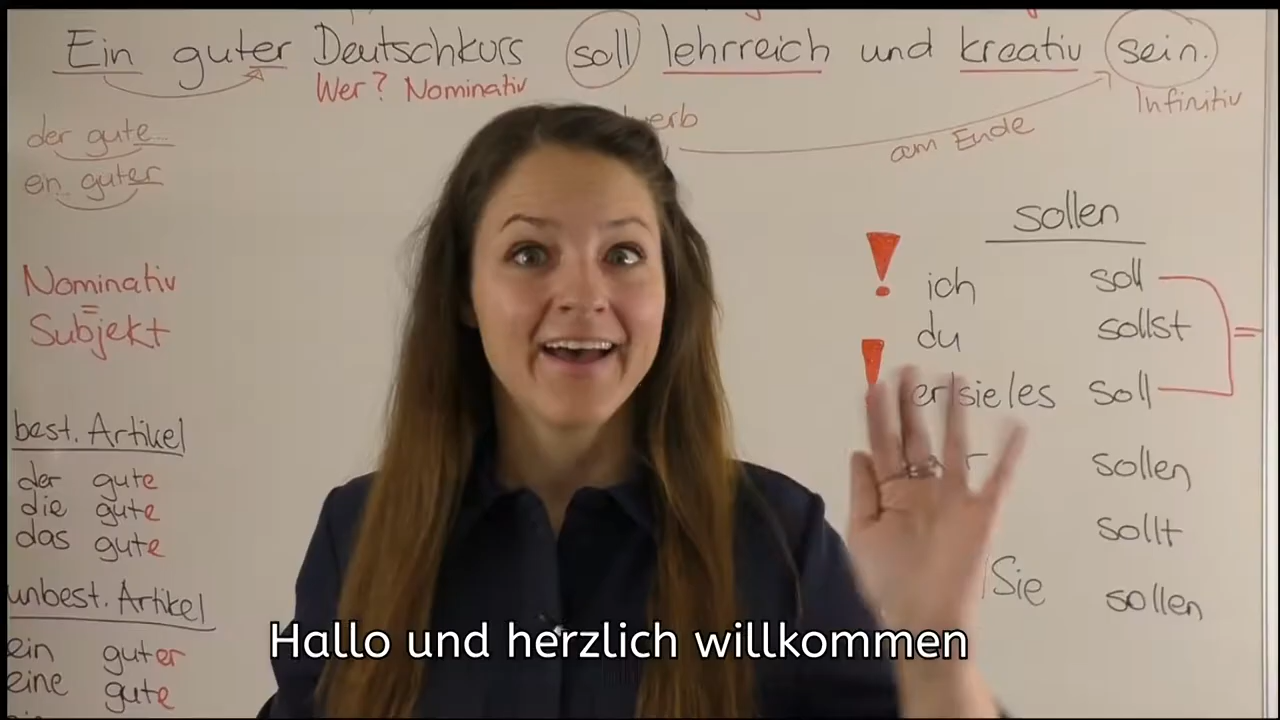 Ein guter Deutschkurs soll lehrreich und kreativ sein.
Wer? Nominativ
Infinitiv
verb
am Ende
der gute...
ein guter
sollen
! ich soll
du sollst
! er/sie/es soll
=
sollen
sollt
Sie sollen
Nominativ
=
Subjekt
best. Artikel
der gute
die gute
das gute
unbest. Artikel
ein guter
eine gute
Hallo und herzlich willkommen